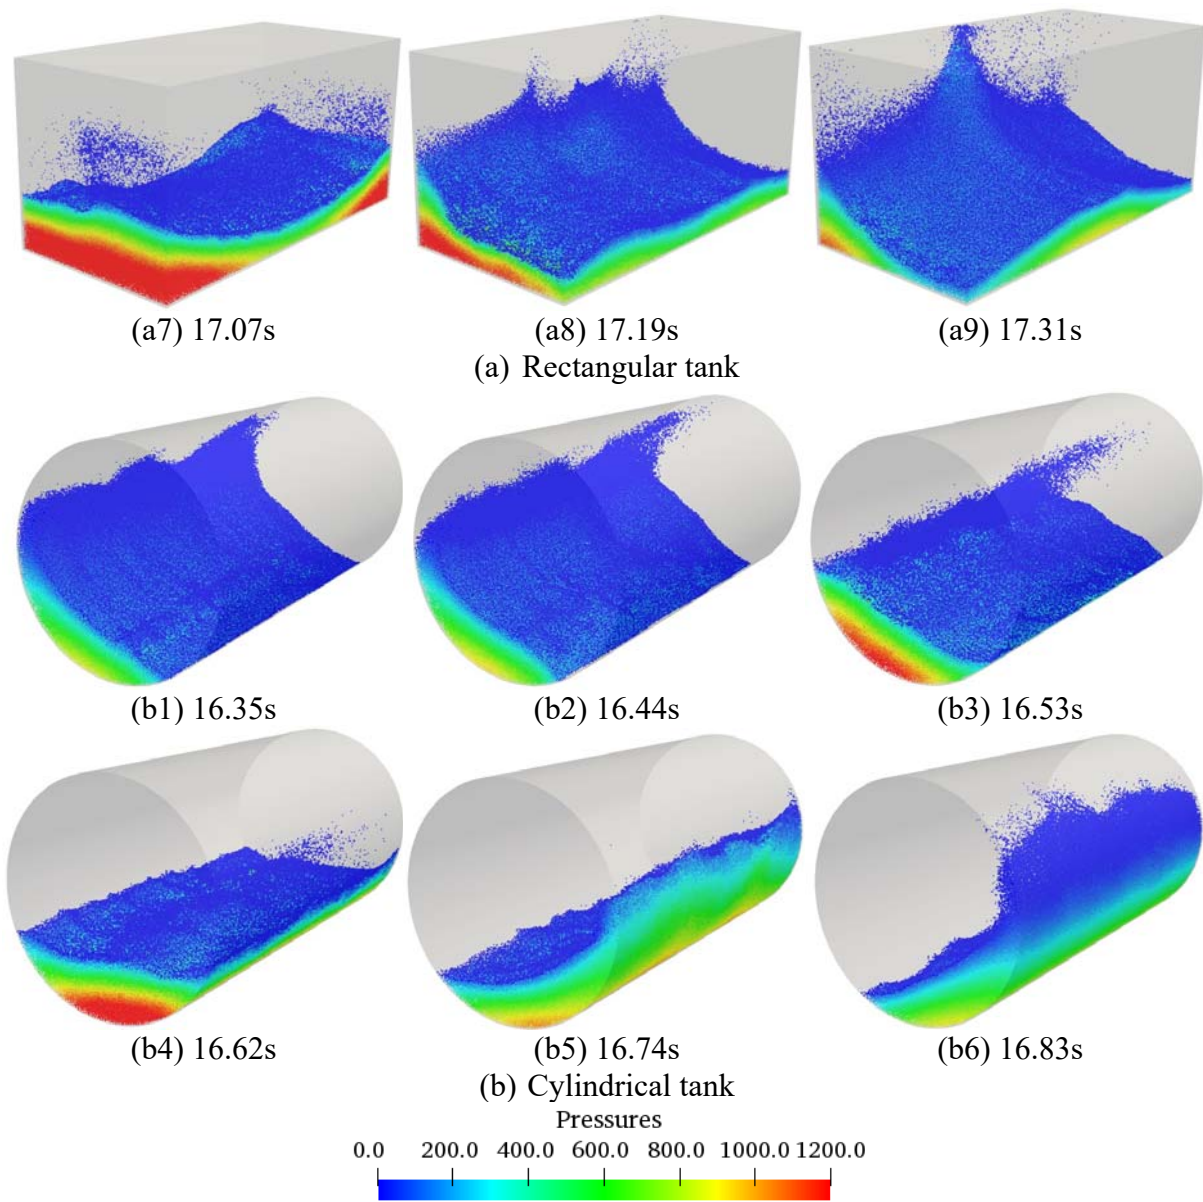 (a7) 17.07s (a8) 17.19s (a9) 17.31s
(a) Rectangular tank
(b1) 16.35s (b2) 16.44s (b3) 16.53s
(b4) 16.62s (b5) 16.74s (b6) 16.83s
(b) Cylindrical tank
Pressures
0.0 200.0 400.0 600.0 800.0 1000.0 1200.0